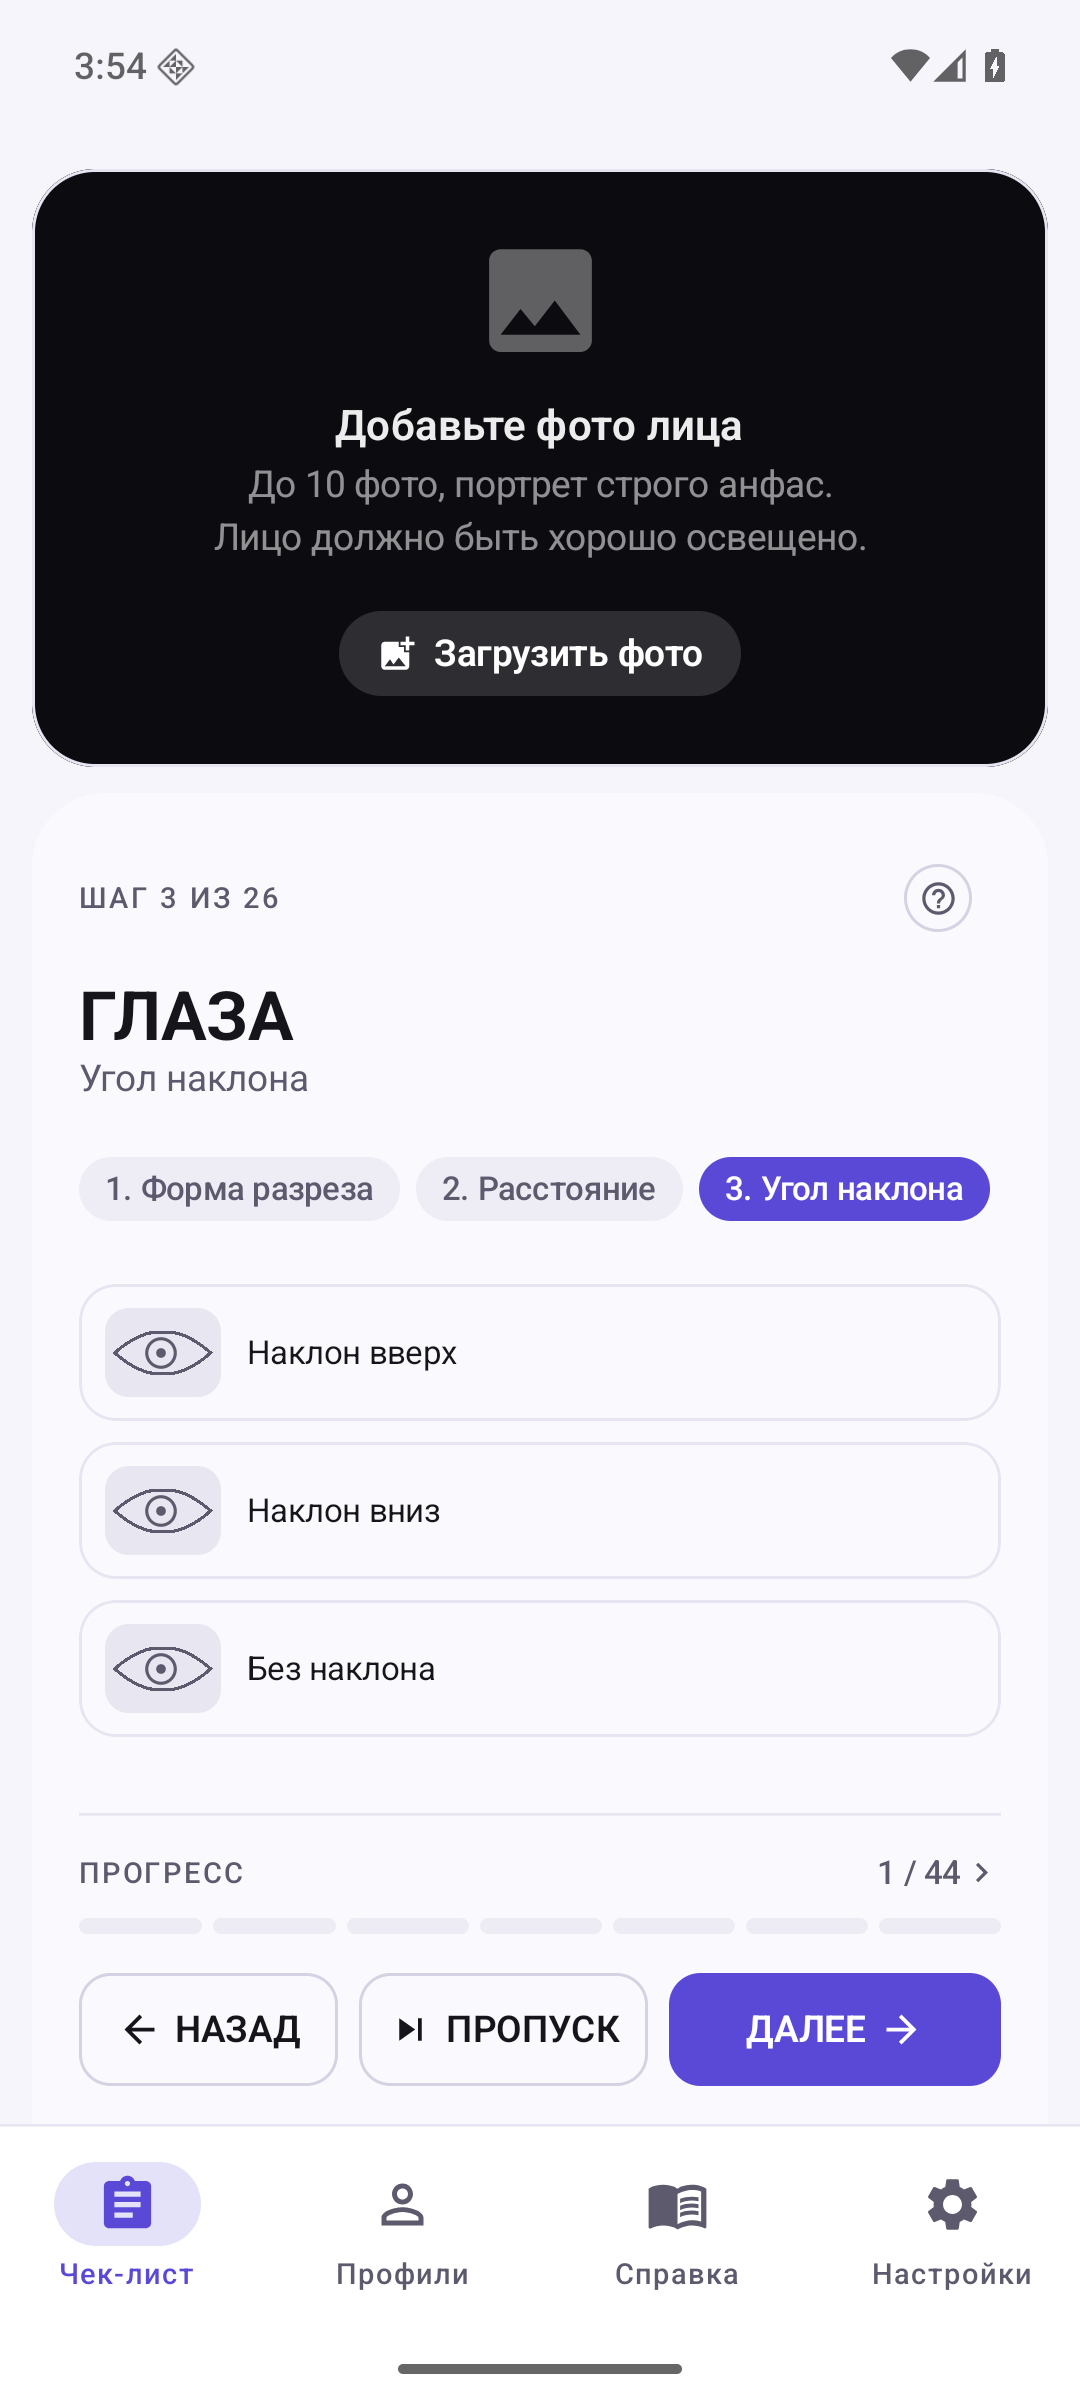 3:54
Добавьте фото лица
До 10 фото, портрет строго анфас.
Лицо должно быть хорошо освещено.
Загрузить фото
ШАГ 3 ИЗ 26
ГЛАЗА
Угол наклона
1. Форма разреза
2. Расстояние
3. Угол наклона
Наклон вверх
Наклон вниз
Без наклона
ПРОГРЕСС
1 / 44
НАЗАД
ПРОПУСК
ДАЛЕЕ
Чек-лист
Профили
Справка
Настройки